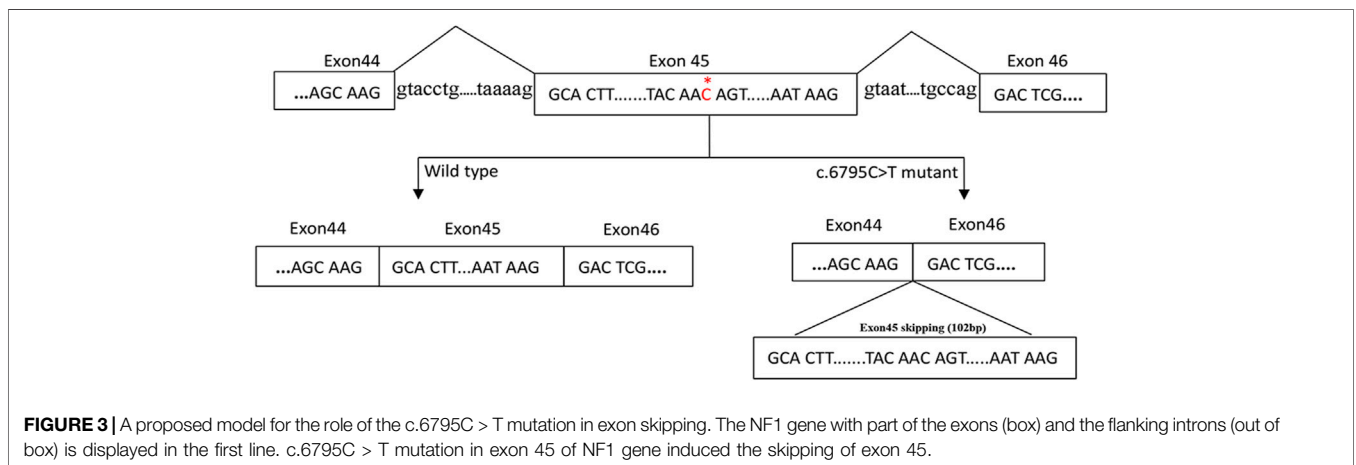 Exon44 Exon 45 Exon 46
*
...AGC AAG gtacctg.....taaaag GCA CTT.......TAC AAC AGT.....AAT AAG gtaat....tgccag GACTCG....
Wild type c.6795C>T mutant
Exon44 Exon45 Exon46 Exon44 Exon46
...AGC AAG GCA CTT...AAT AAG GAC TCG.... ...AGC AAG GAC TCG....
Exon45 skipping (102bp)
GCA CTT.......TAC AAC AGT.....AAT AAG
FIGURE 3 | A proposed model for the role of the c.6795C > T mutation in exon skipping. The NF1 gene with part of the exons (box) and the flanking introns (out of
box) is displayed in the first line. c.6795C > T mutation in exon 45 of NF1 gene induced the skipping of exon 45.